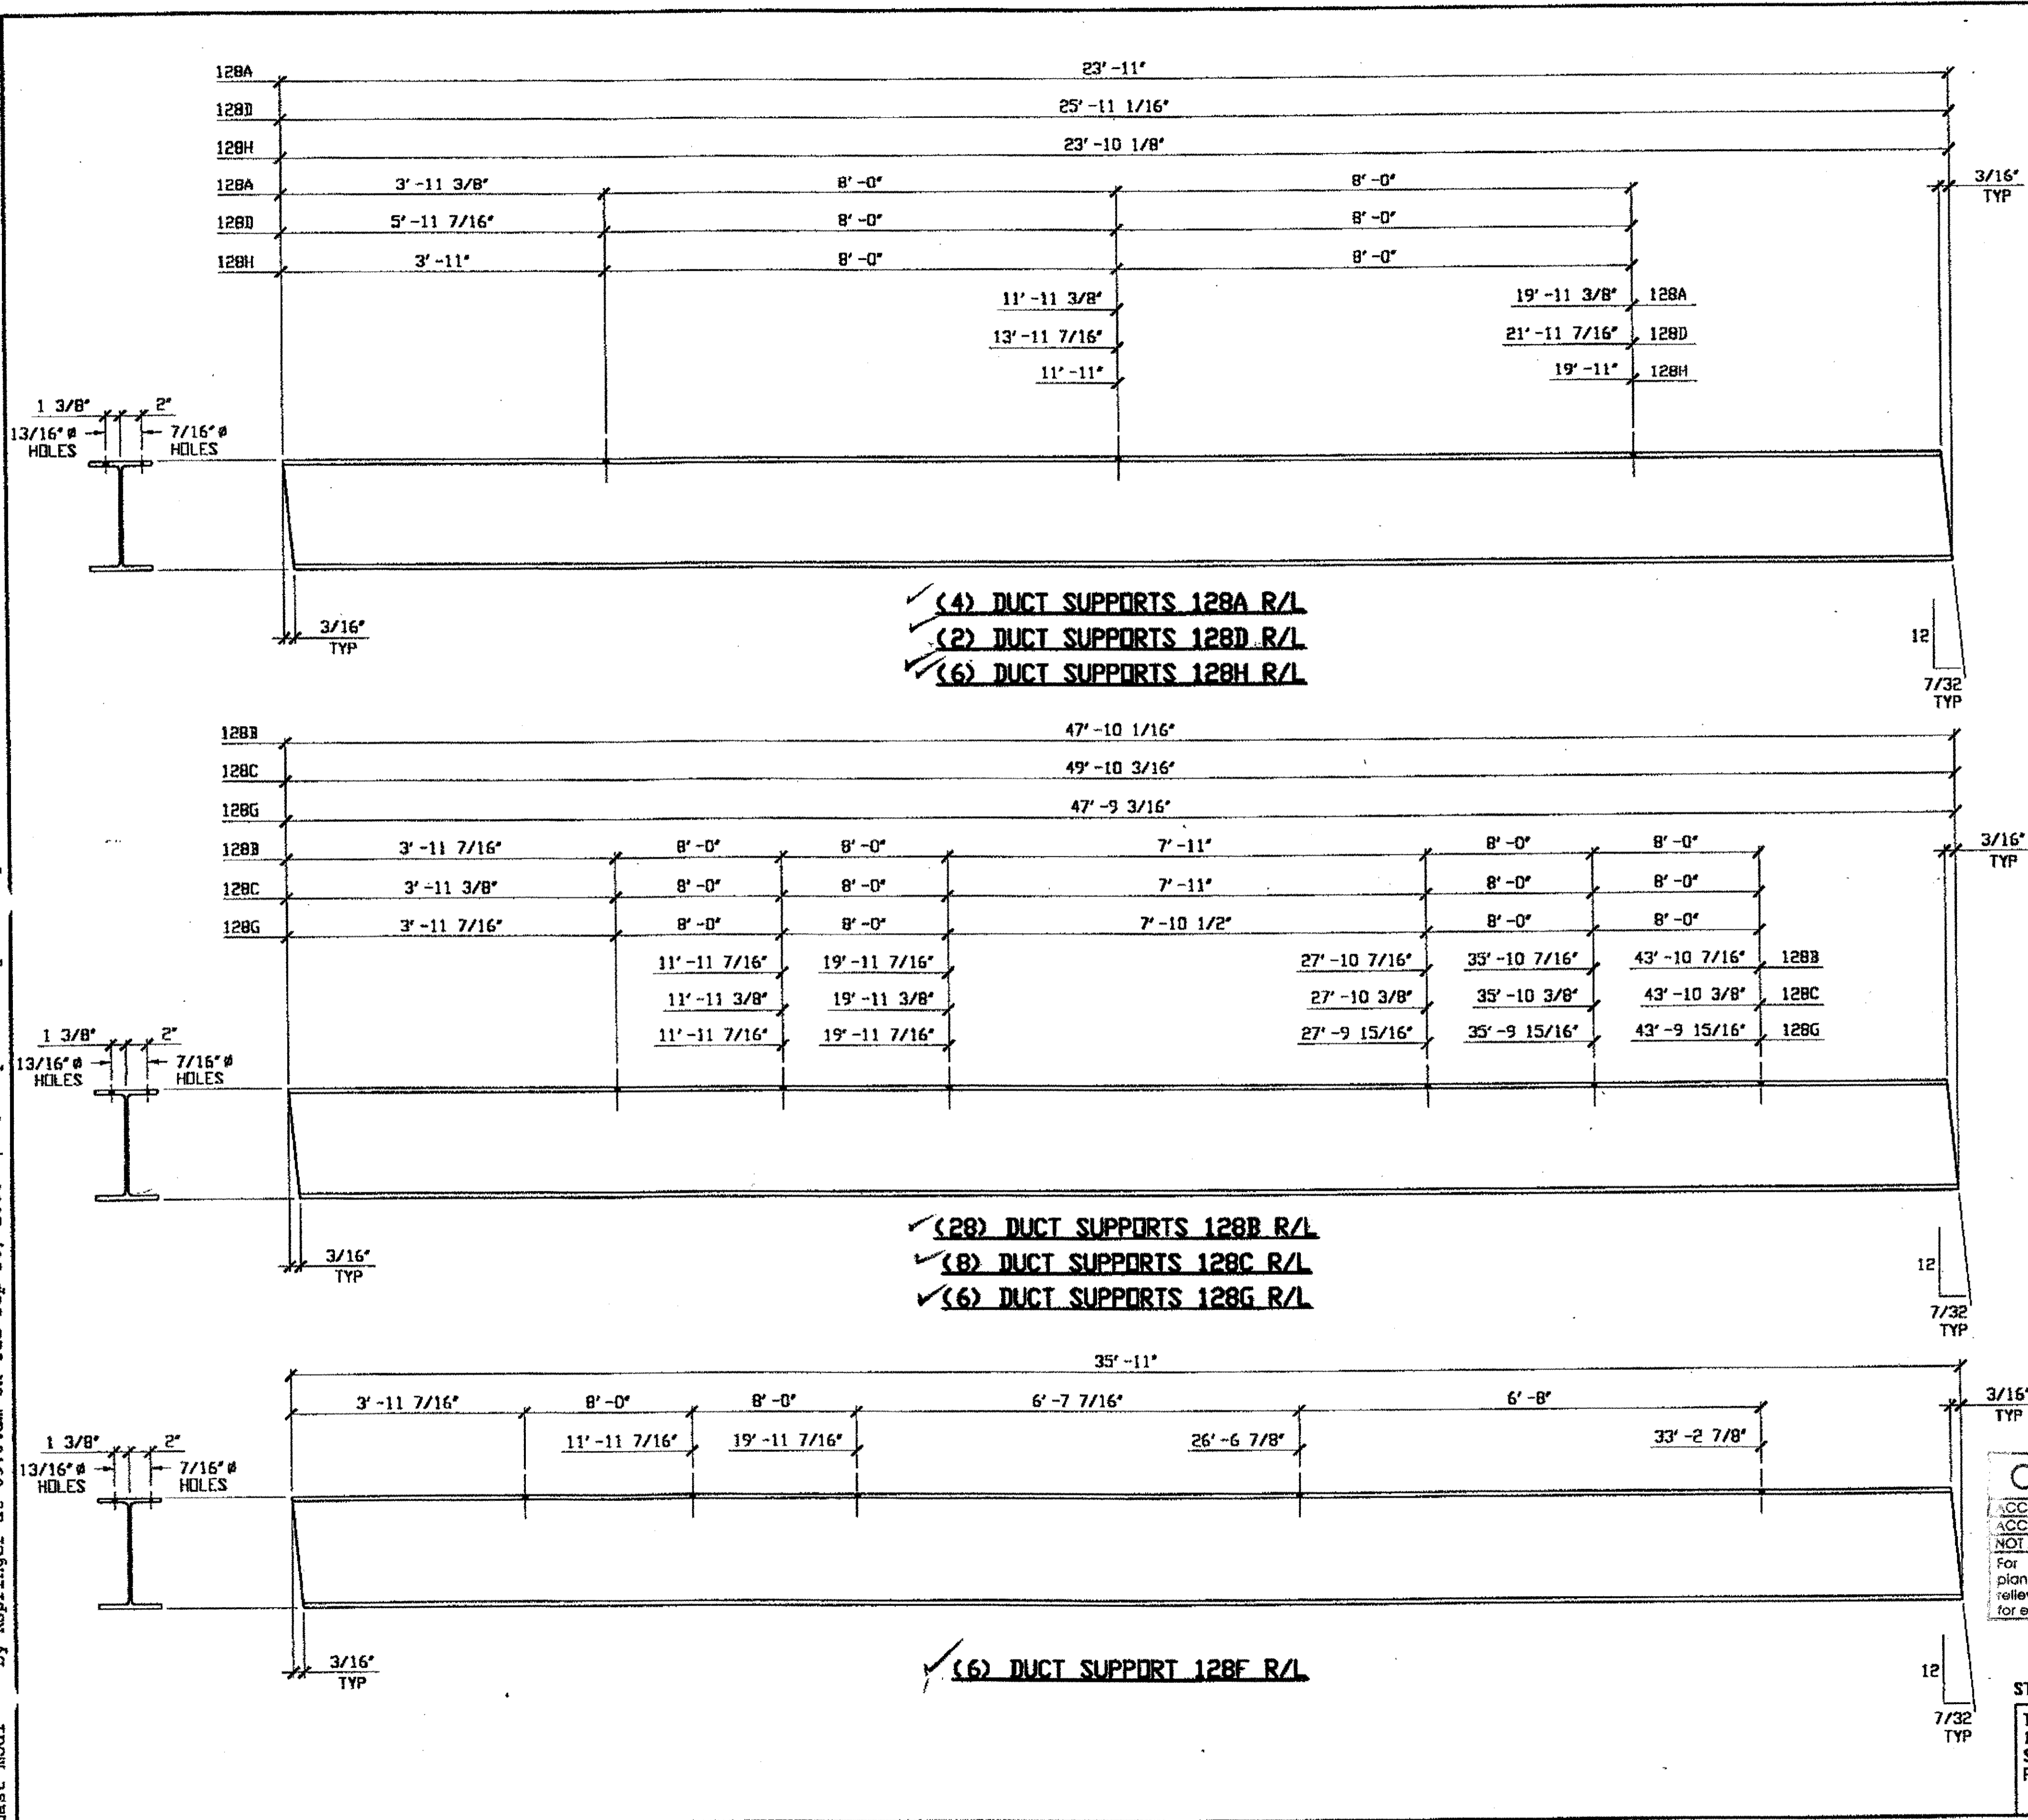 128A 23'-11"
128D 25'-11 1/16"
128H 23'-10 1/8"
128A 3'-11 3/8" 8'-0" 8'-0" 3/16"
TYP
128D 5'-11 7/16" 8'-0" 8'-0"
128H 3'-11" 8'-0" 8'-0"
11'-11 3/8" 19'-11 3/8" 128A
13'-11 7/16" 21'-11 7/16" 128D
11'-11" 19'-11" 128H
1 3/8" 2"
13/16"ø 7/16"ø
HOLES HOLES
3/16"
TYP
(4) DUCT SUPPORTS 128A R/L
(2) DUCT SUPPORTS 128D R/L
(6) DUCT SUPPORTS 128H R/L
12
7/32
TYP
128B 47'-10 1/16"
128C 49'-10 3/16"
128G 47'-9 3/16"
128B 3'-11 7/16" 8'-0" 8'-0" 7'-11" 8'-0" 8'-0" 3/16"
TYP
128C 3'-11 3/8" 8'-0" 8'-0" 7'-11" 8'-0" 8'-0"
128G 3'-11 7/16" 8'-0" 8'-0" 7'-10 1/2" 8'-0" 8'-0"
11'-11 7/16" 19'-11 7/16" 27'-10 7/16" 35'-10 7/16" 43'-10 7/16" 128B
11'-11 3/8" 19'-11 3/8" 27'-10 3/8" 35'-10 3/8" 43'-10 3/8" 128C
11'-11 7/16" 19'-11 7/16" 27'-9 15/16" 35'-9 15/16" 43'-9 15/16" 128G
1 3/8" 2"
13/16"ø 7/16"ø
HOLES HOLES
3/16"
TYP
(28) DUCT SUPPORTS 128B R/L
(8) DUCT SUPPORTS 128C R/L
(6) DUCT SUPPORTS 128G R/L
12
7/32
TYP
35'-11"
3'-11 7/16" 8'-0" 8'-0" 6'-7 7/16" 6'-8" 3/16"
TYP
11'-11 7/16" 19'-11 7/16" 26'-6 7/8" 33'-2 7/8"
1 3/8" 2"
13/16"ø 7/16"ø
HOLES HOLES
ACC
ACC
NOT
For
plan
reliev
for e
3/16"
TYP
(6) DUCT SUPPORT 128F R/L
12
7/32
TYP
ST